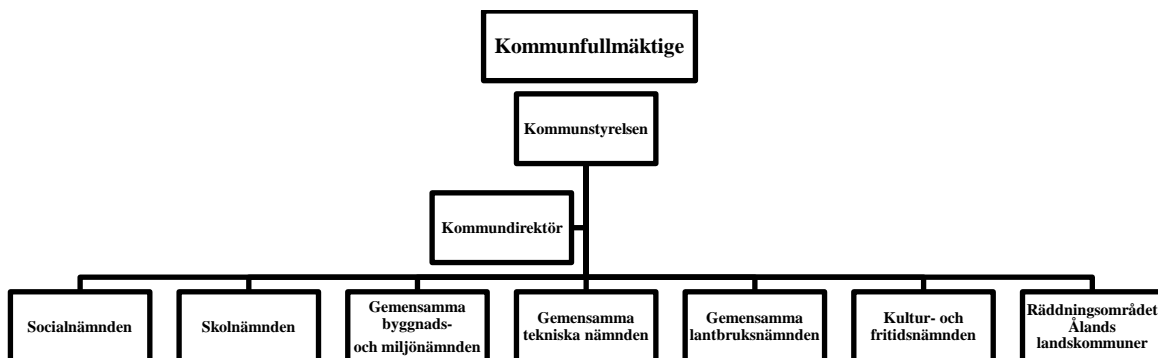 Kommunfullmäktige
Kommunstyrelsen
Kommundirektör
Socialnämnden
Skolnämnden
Gemensamma
byggnads-
och miljönämnden
Gemensamma
tekniska nämnden
Gemensamma
lantbruksnämnden
Kultur- och
fritidsnämnden
Räddningsområdet
Ålands
landskommuner